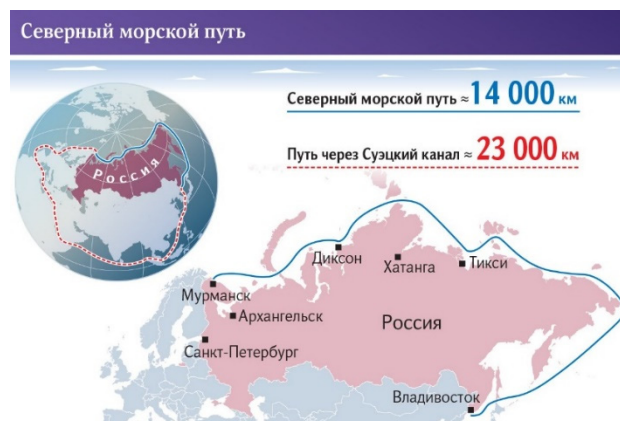 Северный морской путь
Северный морской путь ≈ 14 000 км
Путь через Суэцкий канал ≈ 23 000 км
РОССИЯ
Диксон
Хатанга
Тикси
Мурманск
Архангельск
Россия
Санкт-Петербург
Владивосток